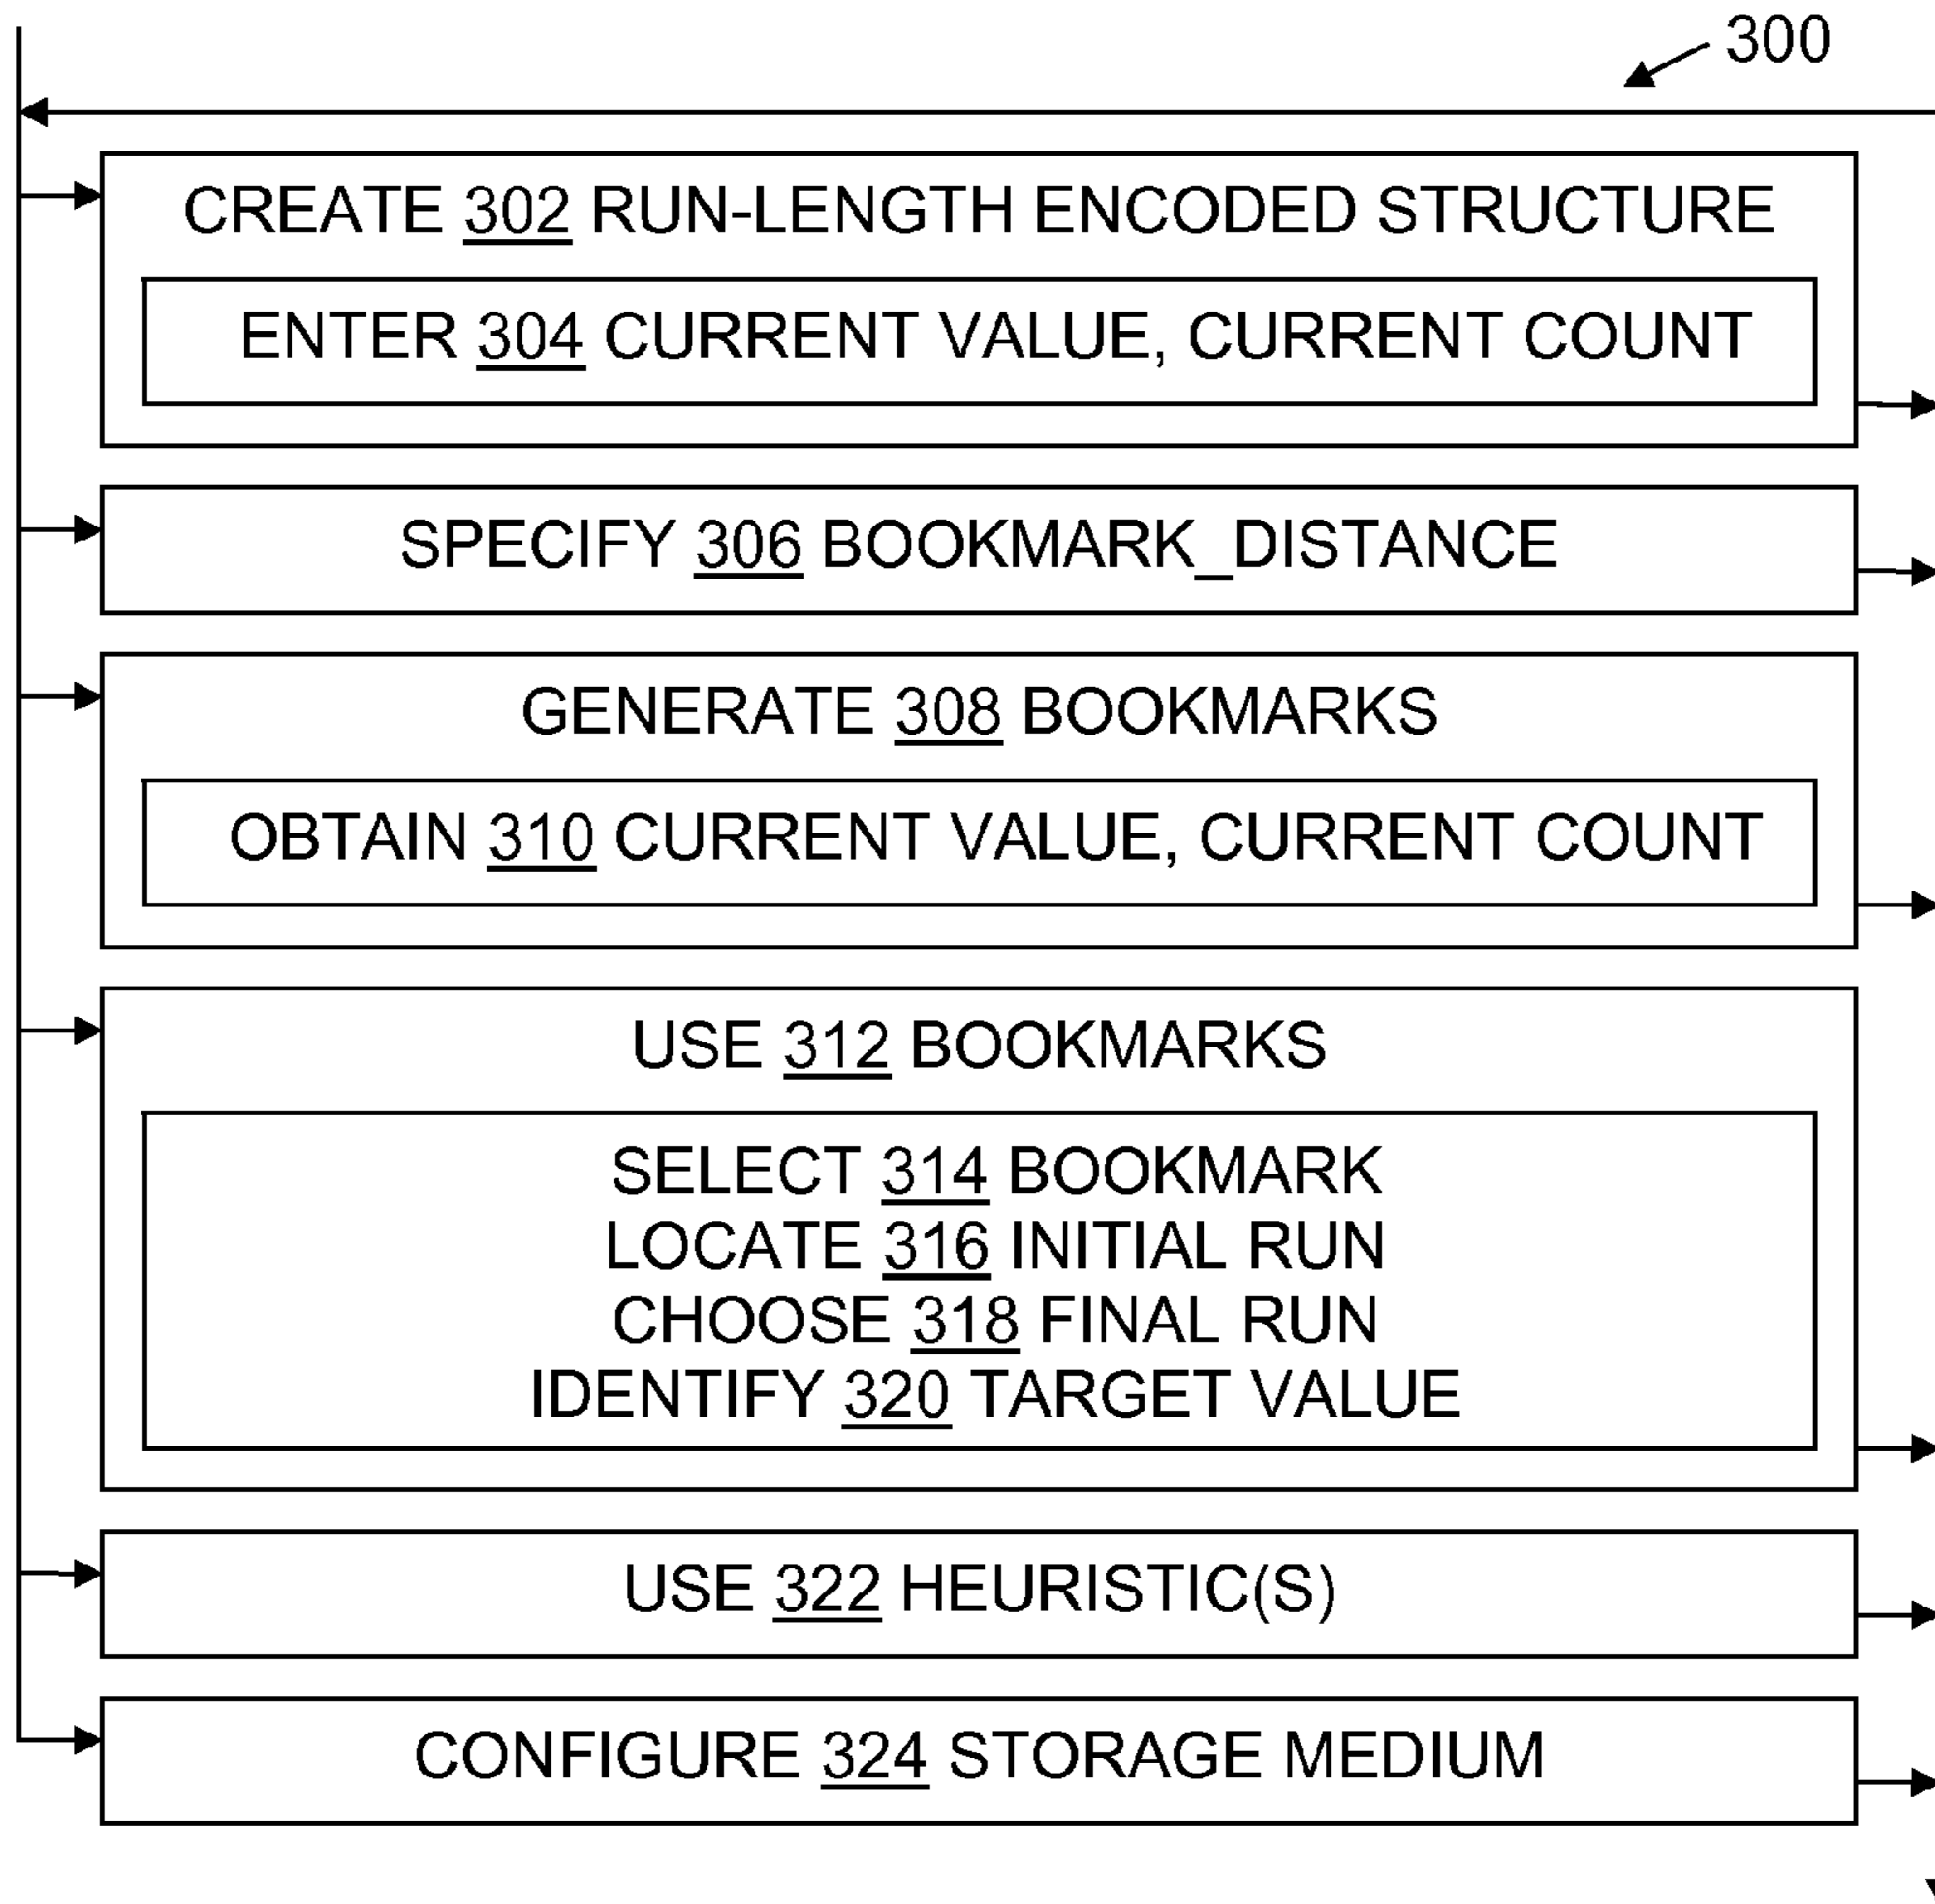 300
CREATE 302 RUN-LENGTH ENCODED STRUCTURE
ENTER 304 CURRENT VALUE, CURRENT COUNT
SPECIFY 306 BOOKMARK_DISTANCE
GENERATE 308 BOOKMARKS
OBTAIN 310 CURRENT VALUE, CURRENT COUNT
USE 312 BOOKMARKS
SELECT 314 BOOKMARK
LOCATE 316 INITIAL RUN
CHOOSE 318 FINAL RUN
IDENTIFY 320 TARGET VALUE
USE 322 HEURISTIC(S)
CONFIGURE 324 STORAGE MEDIUM